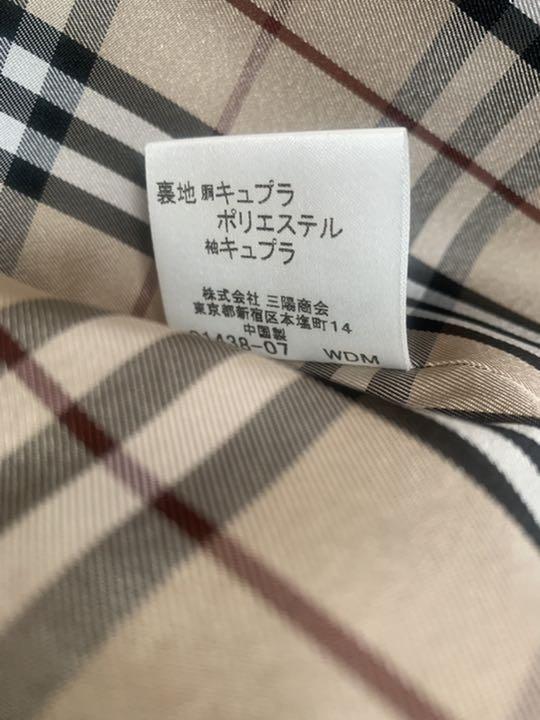 裏地 胴キュプラ
ポリエステル
袖キュプラ
株式会社 三陽商会
東京都新宿区本塩町14
中国製
01438-07 WDM